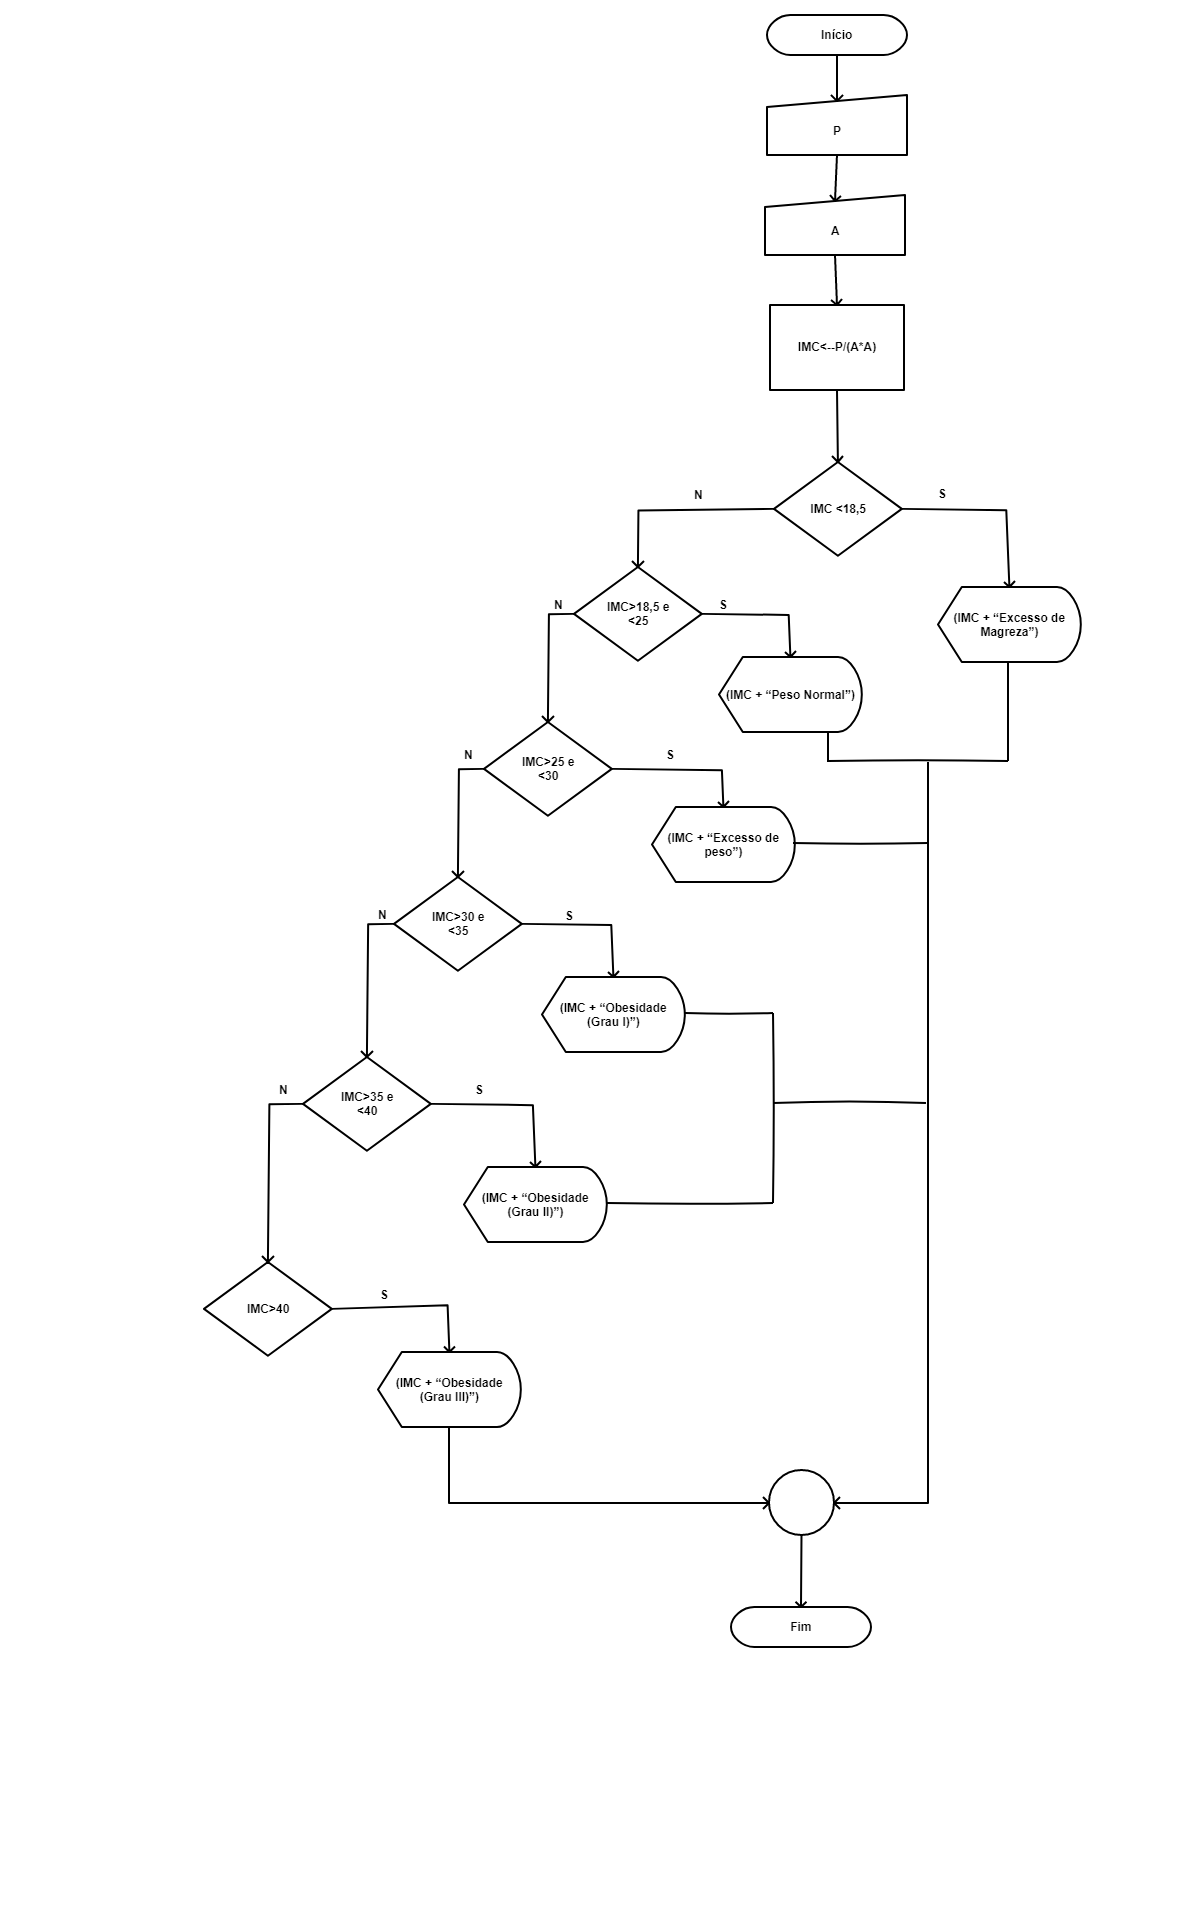 Início
P
A
IMC<--P/(A*A)
IMC <18,5
N
S
IMC>18,5 e
<25
N
S
(IMC + “Excesso de
Magreza”)
(IMC + “Peso Normal”)
IMC>25 e
<30
N
S
(IMC + “Excesso de
peso”)
IMC>30 e
<35
N
S
(IMC + “Obesidade
(Grau I)”)
IMC>35 e
<40
N
S
(IMC + “Obesidade
(Grau II)”)
IMC>40
S
(IMC + “Obesidade
(Grau III)”)
Fim